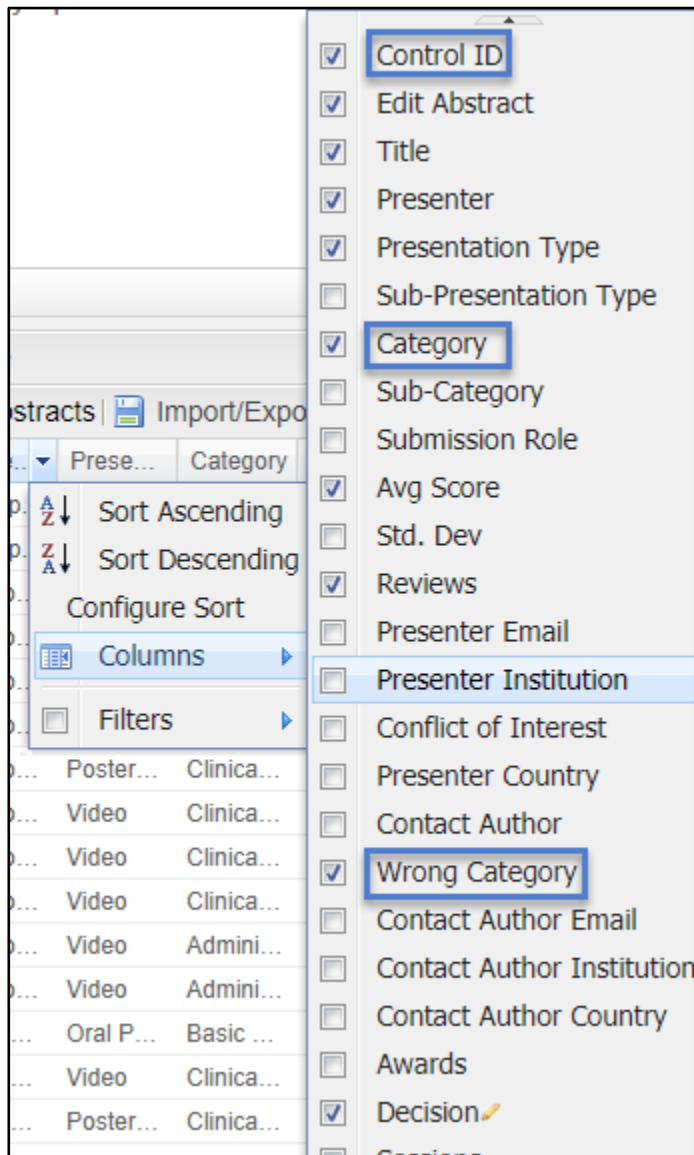 Control ID
Edit Abstract
Title
Presenter
Presentation Type
Sub-Presentation Type
Category
Sub-Category
Submission Role
Avg Score
Std. Dev
Reviews
Presenter Email
Presenter Institution
Conflict of Interest
Presenter Country
Contact Author
Wrong Category
Contact Author Email
Contact Author Institution
Contact Author Country
Awards
Decision
stracts | Import/Expo
Prese... Category
Sort Ascending
Sort Descending
Configure Sort
Columns
Filters
Poster... Clinica...
Video Clinica...
Video Clinica...
Video Clinica...
Video Admini...
Video Admini...
Oral P... Basic ...
Video Clinica...
Poster... Clinica...